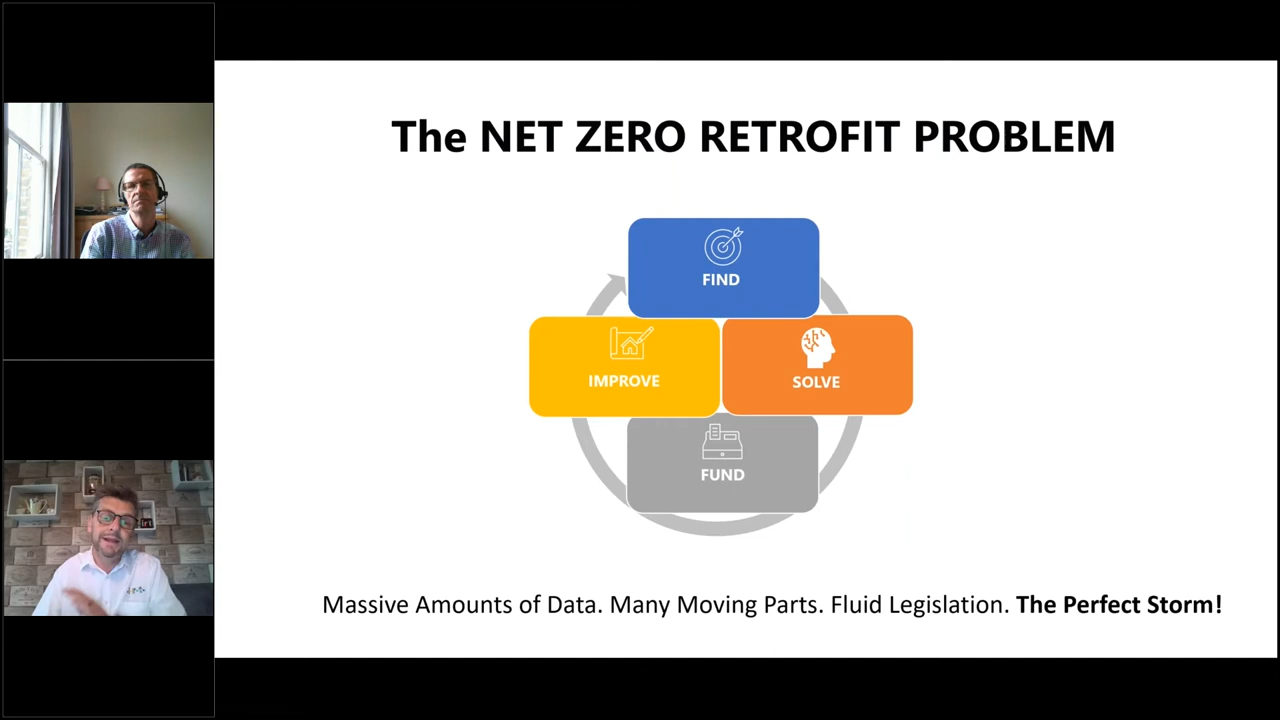 The NET ZERO RETROFIT PROBLEM
FIND
IMPROVE
SOLVE
FUND
Massive Amounts of Data. Many Moving Parts. Fluid Legislation. The Perfect Storm!